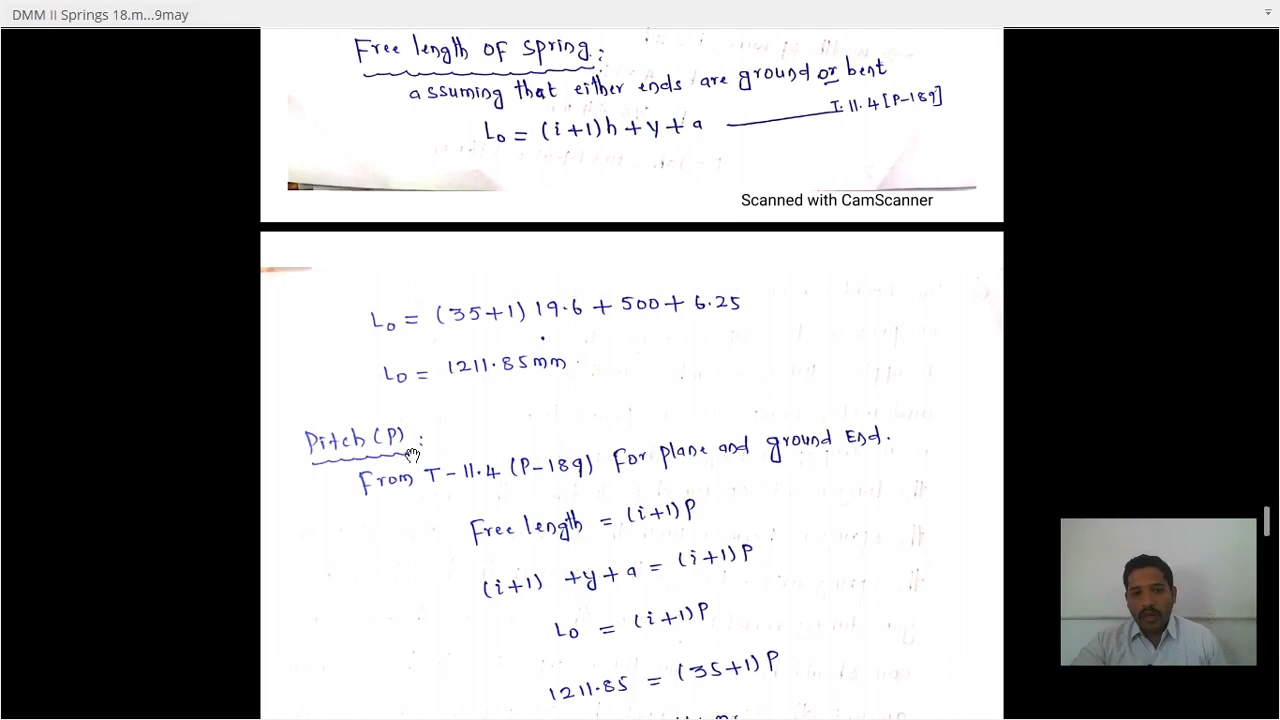 DMM II Springs 18.m...9may
Free length of spring:
assuming that either ends are ground or bent
L₀ = (i+1)h + y + a — T. 11.4 [P-189]
Scanned with CamScanner
L₀ = (35+1) 19.6 + 500 + 6.25
L₀ = 1211.85mm
Pitch (P) :
From T-11.4 (P-189) For plane and ground End.
Free length = (i+1)P
(i+1) +y+a = (i+1)P
L₀ = (i+1)P
1211.85 = (35+1)P